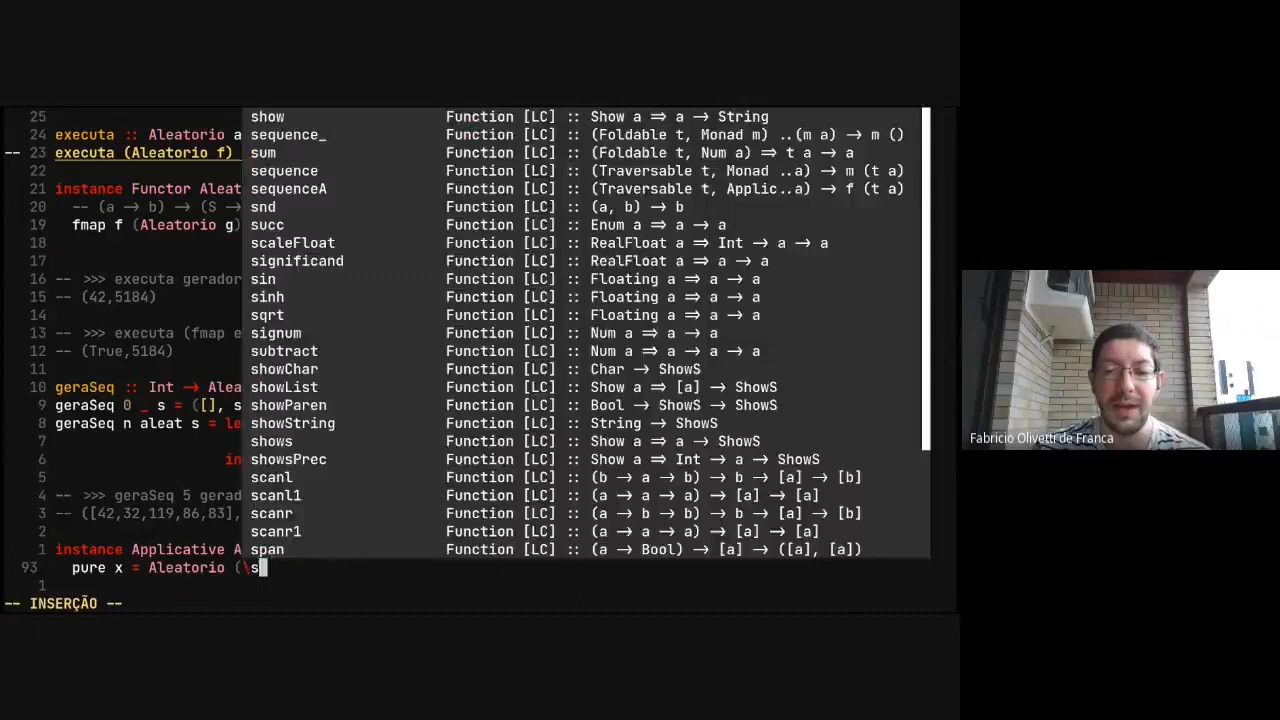 25 show Function [LC] :: Show a ⇒ a → String
24 executa :: Aleatorio a sequence_ Function [LC] :: (Foldable t, Monad m) ..(m a) → m ()
-- 23 executa (Aleatorio f) sum Function [LC] :: (Foldable t, Num a) ⇒ t a → a
22 sequence Function [LC] :: (Traversable t, Monad ..a) → m (t a)
21 instance Functor Aleat sequenceA Function [LC] :: (Traversable t, Applic..a) → f (t a)
20 -- (a → b) → (S → snd Function [LC] :: (a, b) → b
19 fmap f (Aleatorio g) succ Function [LC] :: Enum a ⇒ a → a
18 scaleFloat Function [LC] :: RealFloat a ⇒ Int → a → a
17 significand Function [LC] :: RealFloat a ⇒ a → a
16 -- >>> executa gerador sin Function [LC] :: Floating a ⇒ a → a
15 -- (42,5184) sinh Function [LC] :: Floating a ⇒ a → a
14 sqrt Function [LC] :: Floating a ⇒ a → a
13 -- >>> executa (fmap e signum Function [LC] :: Num a ⇒ a → a
12 -- (True,5184) subtract Function [LC] :: Num a ⇒ a → a → a
11 showChar Function [LC] :: Char → ShowS
10 geraSeq :: Int → Alea showList Function [LC] :: Show a ⇒ [a] → ShowS
9 geraSeq 0 _ s = ([], s showParen Function [LC] :: Bool → ShowS → ShowS
8 geraSeq n aleat s = le showString Function [LC] :: String → ShowS
7 shows Function [LC] :: Show a ⇒ a → ShowS
6 in showsPrec Function [LC] :: Show a ⇒ Int → a → ShowS
5 scanl Function [LC] :: (b → a → b) → b → [a] → [b]
4 -- >>> geraSeq 5 gerad scanl1 Function [LC] :: (a → a → a) → [a] → [a]
3 -- ([42,32,119,86,83], scanr Function [LC] :: (a → b → b) → b → [a] → [b]
2 scanr1 Function [LC] :: (a → a → a) → [a] → [a]
1 instance Applicative A span Function [LC] :: (a → Bool) → [a] → ([a], [a])
93 pure x = Aleatorio (\s
1
-- INSERÇÃO --
Fabricio Olivetti de Franca